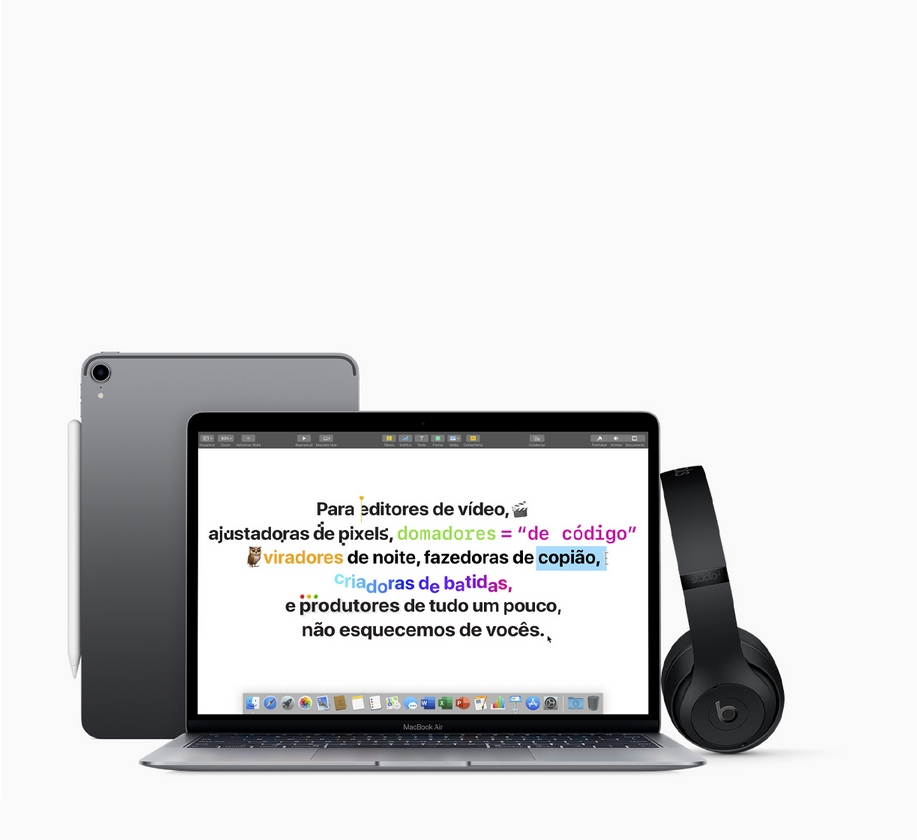 Para editores de vídeo,
ajustadoras de pixels, domadores = “de código”
viradores de noite, fazedoras de copião,
criadoras de batidas,
e produtores de tudo um pouco,
não esquecemos de vocês.
MacBook Air
studio